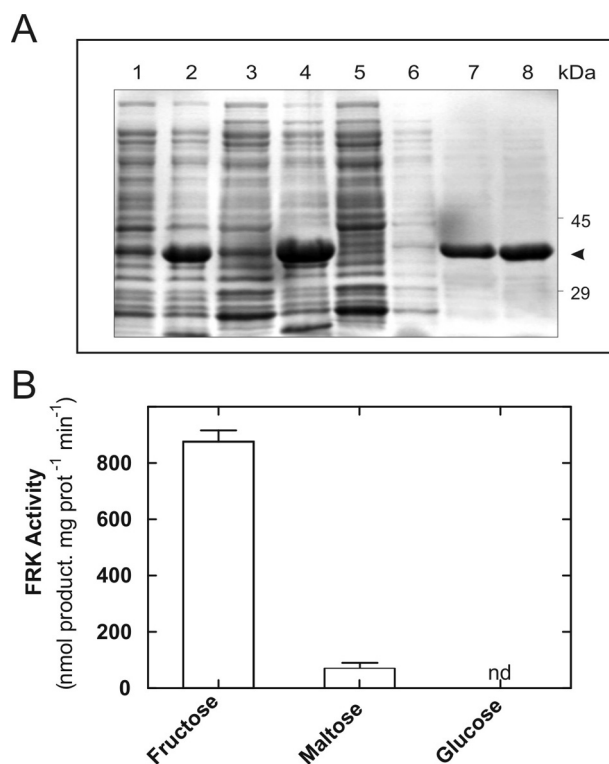 A
1 2 3 4 5 6 7 8 kDa
45
29
B
FRK Activity
(nmol product. mg prot⁻¹ min⁻¹)
800
600
400
200
0
nd
Fructose
Maltose
Glucose